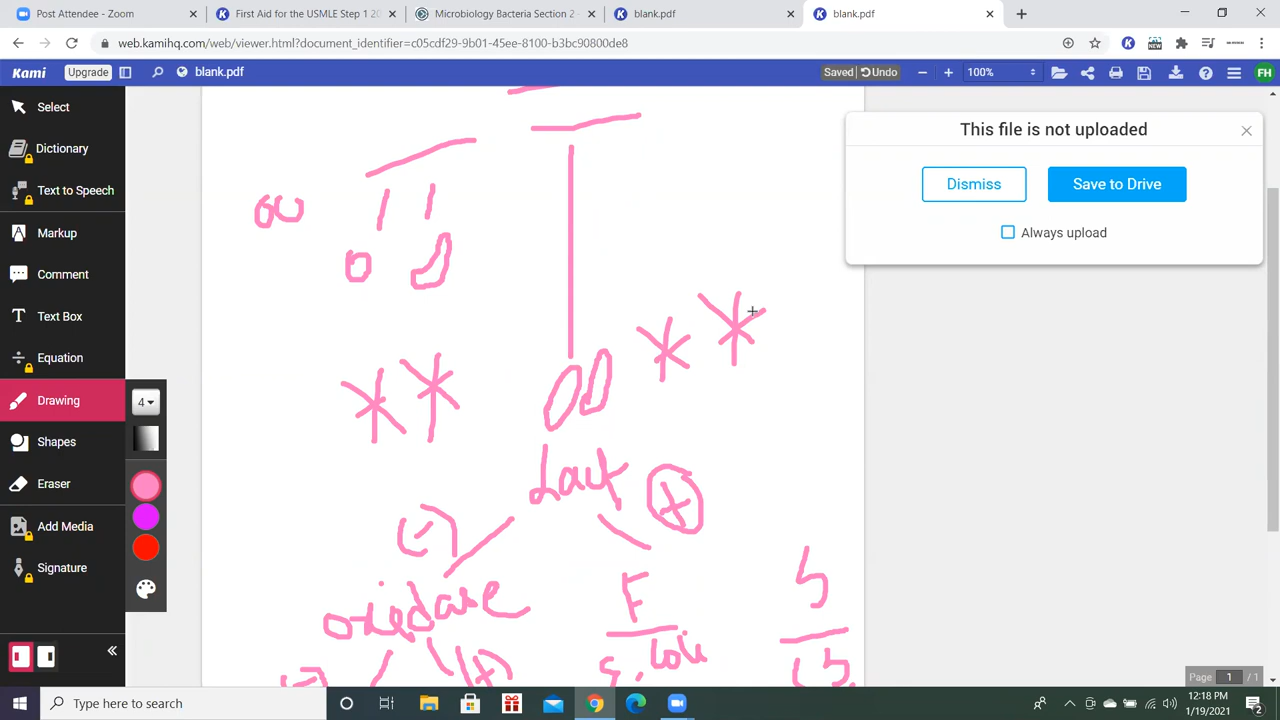 Post Attendee - Zoom
First Aid for the USMLE Step 1 20
Microbiology Bacteria Section 2 -
blank.pdf
blank.pdf
web.kamihq.com/web/viewer.html?document_identifier=c05cdf29-9b01-45ee-8100-b3bc90800de8
NEW
Kami
Upgrade
blank.pdf
Saved
Undo
100%
FH
Select
Dictionary
Text to Speech
Markup
Comment
Text Box
Equation
Drawing
Shapes
Eraser
Add Media
Signature
4
This file is not uploaded
Dismiss
Save to Drive
Always upload
Lact
(-)
+
oxiedase
F
S
(-)
(+)
Page 1 / 1
Type here to search
12:18 PM
1/19/2021
2